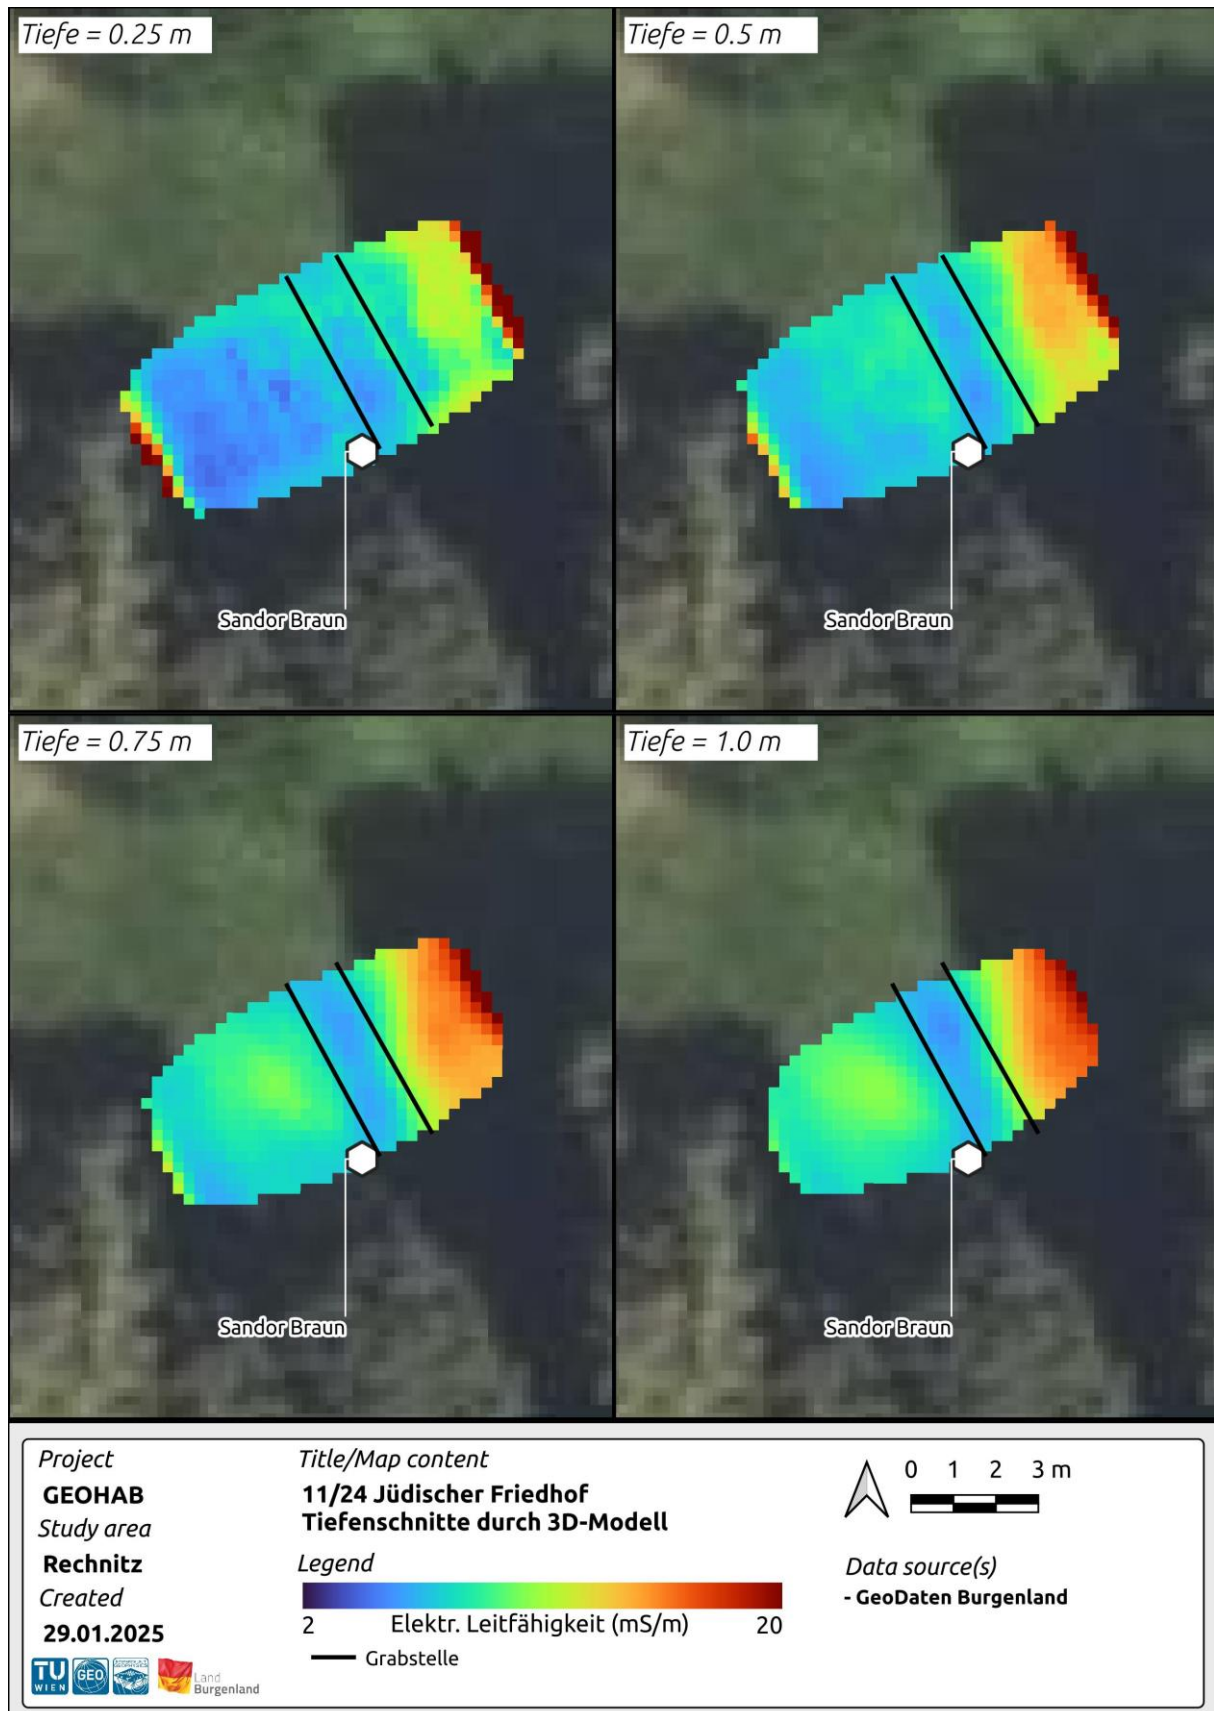 Tiefe = 0.25 m
Tiefe = 0.5 m
Sandor Braun
Sandor Braun
Tiefe = 0.75 m
Tiefe = 1.0 m
Sandor Braun
Sandor Braun
Project
GEOHAB
Study area
Rechnitz
Created
29.01.2025
TU
WIEN
GEO
Land
Burgenland
Title/Map content
11/24 Jüdischer Friedhof
Tiefenschnitte durch 3D-Modell
Legend
2 Elektr. Leitfähigkeit (mS/m) 20
Grabstelle
0 1 2 3 m
Data source(s)
- GeoDaten Burgenland